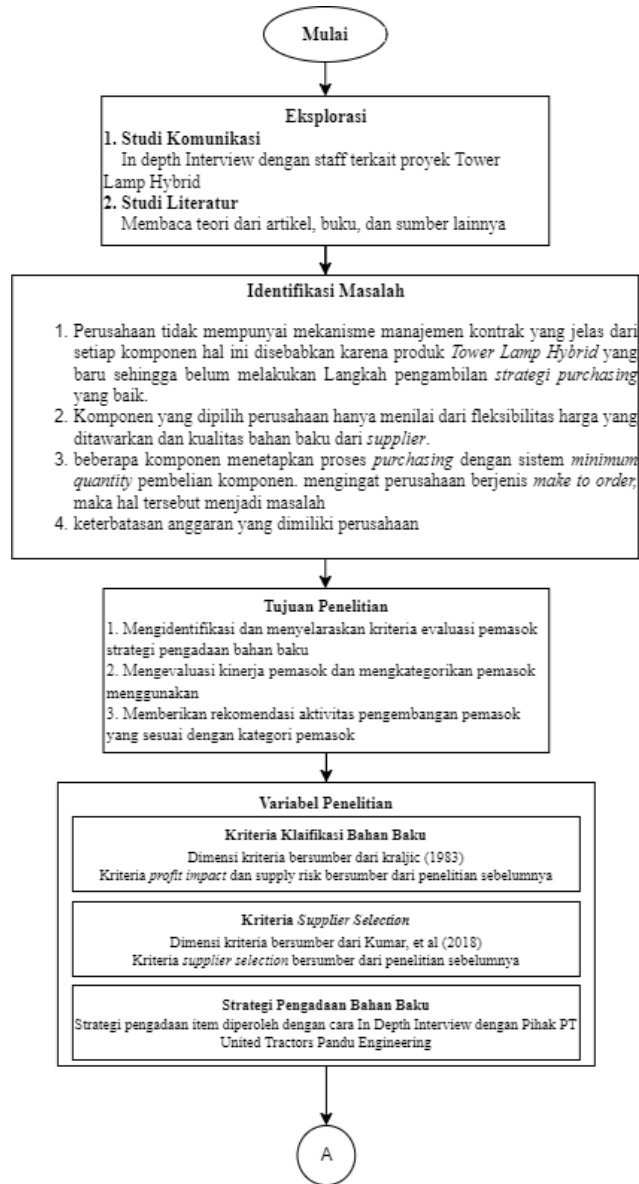 Mulai
Eksplorasi
1. Studi Komunikasi
In depth Interview dengan staff terkait proyek Tower
Lamp Hybrid
2. Studi Literatur
Membaca teori dari artikel, buku, dan sumber lainnya
Identifikasi Masalah
1. Perusahaan tidak mempunyai mekanisme manajemen kontrak yang jelas dari
setiap komponen hal ini disebabkan karena produk Tower Lamp Hybrid yang
baru sehingga belum melakukan Langkah pengambilan strategi purchasing
yang baik.
2. Komponen yang dipilih perusahaan hanya menilai dari fleksibilitas harga yang
ditawarkan dan kualitas bahan baku dari supplier.
3. beberapa komponen menetapkan proses purchasing dengan sistem minimum
quantity pembelian komponen. mengingat perusahaan berjenis make to order,
maka hal tersebut menjadi masalah
4. keterbatasan anggaran yang dimiliki perusahaan
Tujuan Penelitian
1. Mengidentifikasi dan menyelaraskan kriteria evaluasi pemasok
strategi pengadaan bahan baku
2. Mengevaluasi kinerja pemasok dan mengkategorikan pemasok
menggunakan
3. Memberikan rekomendasi aktivitas pengembangan pemasok
yang sesuai dengan kategori pemasok
Variabel Penelitian
Kriteria Klaifikasi Bahan Baku
Dimensi kriteria bersumber dari kraljic (1983)
Kriteria profit impact dan supply risk bersumber dari penelitian sebelumnya
Kriteria Supplier Selection
Dimensi kriteria bersumber dari Kumar, et al (2018)
Kriteria supplier selection bersumber dari penelitian sebelumnya
Strategi Pengadaan Bahan Baku
Strategi pengadaan item diperoleh dengan cara In Depth Interview dengan Pihak PT
United Tractors Pandu Engineering
A